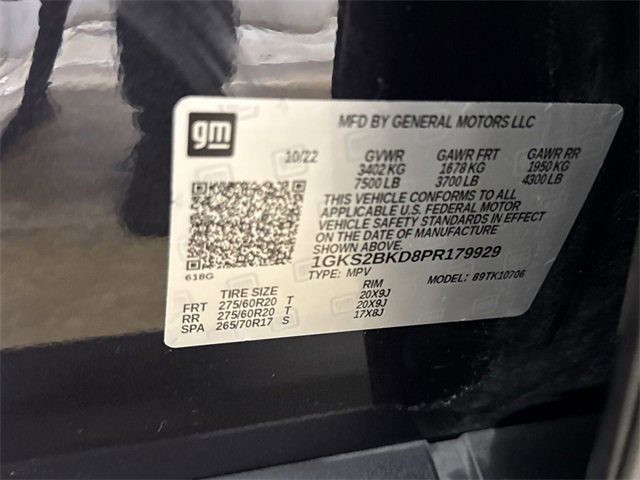 gm
MFD BY GENERAL MOTORS LLC
10/22 GVWR GAWR FRT GAWR RR
3402 KG 1678 KG 1950 KG
7500 LB 3700 LB 4300 LB
THIS VEHICLE CONFORMS TO ALL
APPLICABLE U.S. FEDERAL MOTOR
VEHICLE SAFETY STANDARDS IN EFFECT
ON THE DATE OF MANUFACTURE
SHOWN ABOVE.
1GKS2BKD8PR179929
618G
TYPE: MPV MODEL: 89TK10706
TIRE SIZE RIM
FRT 275/60R20 T 20X9J
RR 275/60R20 T 20X9J
SPA 265/70R17 S 17X8J